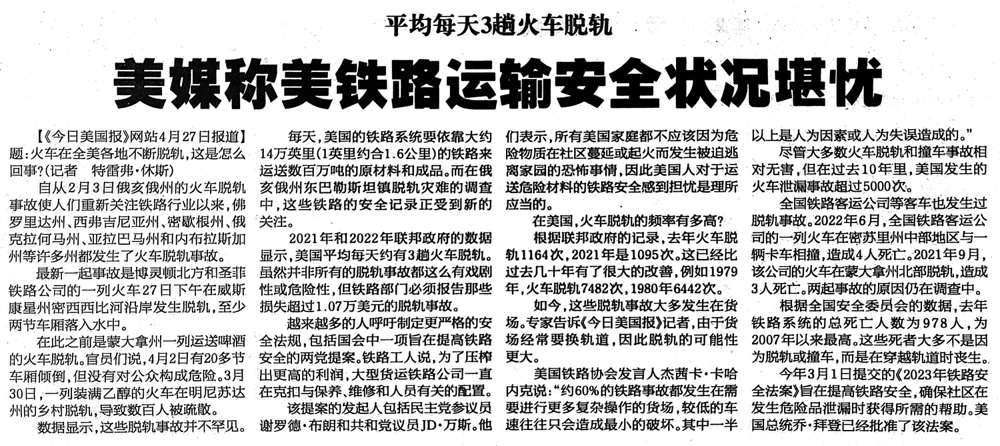 平均每天3趟火车脱轨
美媒称美铁路运输安全状况堪忧
【《今日美国报》网站4月27日报道】
题：火车在全美各地不断脱轨，这是怎么
回事？(记者　特雷弗·休斯)
自从2月3日俄亥俄州的火车脱轨
事故使人们重新关注铁路行业以来，佛
罗里达州、西弗吉尼亚州、密歇根州、俄
克拉何马州、亚拉巴马州和内布拉斯加
州等许多州都发生了火车脱轨事故。
最新一起事故是博灵顿北方和圣菲
铁路公司的一列火车27日下午在威斯
康星州密西西比河沿岸发生脱轨，至少
两节车厢落入水中。
在此之前是蒙大拿州一列运送啤酒
的火车脱轨。官员们说，4月2日有20多节
车厢倾倒，但没有对公众构成危险。3月
30日，一列装满乙醇的火车在明尼苏达
州的乡村脱轨，导致数百人被疏散。
数据显示，这些脱轨事故并不罕见。
每天，美国的铁路系统要依靠大约
14万英里(1英里约合1.6公里)的铁路来
运送数百万吨的原材料和成品。而在俄
亥俄州东巴勒斯坦镇脱轨灾难的调查
中，这些铁路的安全记录正受到新的
关注。
2021年和2022年联邦政府的数据
显示，美国平均每天约有3趟火车脱轨。
虽然并非所有的脱轨事故都这么有戏剧
性或危险性，但铁路部门必须报告那些
损失超过1.07万美元的脱轨事故。
越来越多的人呼吁制定更严格的安
全法规，包括国会中一项旨在提高铁路
安全的两党提案。铁路工人说，为了压榨
出更高的利润，大型货运铁路公司一直
在克扣与保养、维修和人员有关的配置。
该提案的发起人包括民主党参议员
谢罗德·布朗和共和党议员JD·万斯。他
们表示，所有美国家庭都不应该因为危
险物质在社区蔓延或起火而发生被迫逃
离家园的恐怖事情，因此美国人对于运
送危险材料的铁路安全感到担忧是理所
应当的。
在美国，火车脱轨的频率有多高？
根据联邦政府的记录，去年火车脱
轨1164次，2021年是1095次。这已经比
过去几十年有了很大的改善，例如1979
年，火车脱轨7482次，1980年6442次。
如今，这些脱轨事故大多发生在货
场。专家告诉《今日美国报》记者，由于货
场经常要换轨道，因此脱轨的可能性
更大。
美国铁路协会发言人杰茜卡·卡哈
内克说：“约60%的铁路事故都发生在需
要进行更多复杂操作的货场，较低的车
速往往只会造成最小的破坏。其中一半
以上是人为因素或人为失误造成的。”
尽管大多数火车脱轨和撞车事故相
对无害，但在过去10年里，美国发生的
火车泄漏事故超过5000次。
全国铁路客运公司等客车也发生过
脱轨事故。2022年6月，全国铁路客运公
司的一列火车在密苏里州中部地区与一
辆卡车相撞，造成4人死亡。2021年9月，
该公司的火车在蒙大拿州北部脱轨，造成
3人死亡。两起事故的原因仍在调查中。
根据全国安全委员会的数据，去年
铁路系统的总死亡人数为978人，为
2007年以来最高。这些死者大多不是因
为脱轨或撞车，而是在穿越轨道时丧生。
今年3月1日提交的《2023年铁路安
全法案》旨在提高铁路安全，确保社区在
发生危险品泄漏时获得所需的帮助。美
国总统乔·拜登已经批准了该法案。